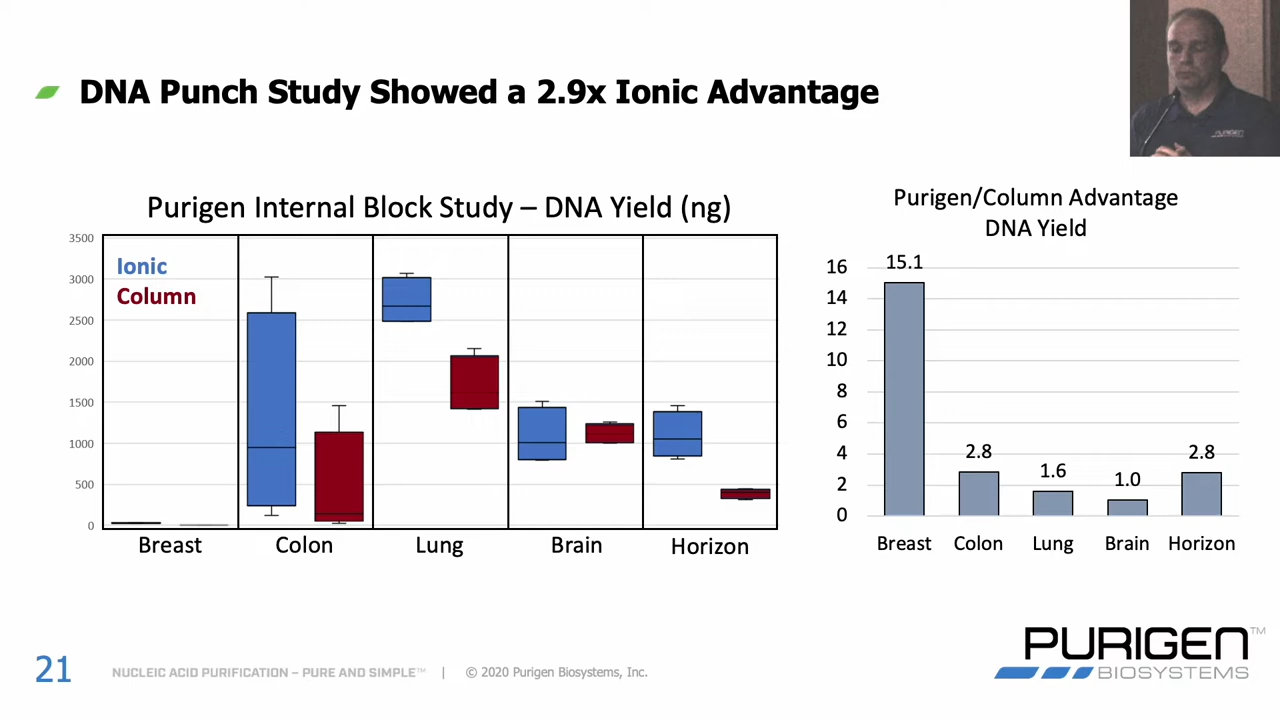 DNA Punch Study Showed a 2.9x Ionic Advantage
PURIGEN
Purigen Internal Block Study – DNA Yield (ng)
3500
3000
2500
2000
1500
1000
500
0
Ionic
Column
Breast
Colon
Lung
Brain
Horizon
Purigen/Column Advantage
DNA Yield
16
14
12
10
8
6
4
2
0
15.1
2.8
1.6
1.0
2.8
Breast
Colon
Lung
Brain
Horizon
21
NUCLEIC ACID PURIFICATION – PURE AND SIMPLE™ | © 2020 Purigen Biosystems, Inc.
PURIGEN™
BIOSYSTEMS